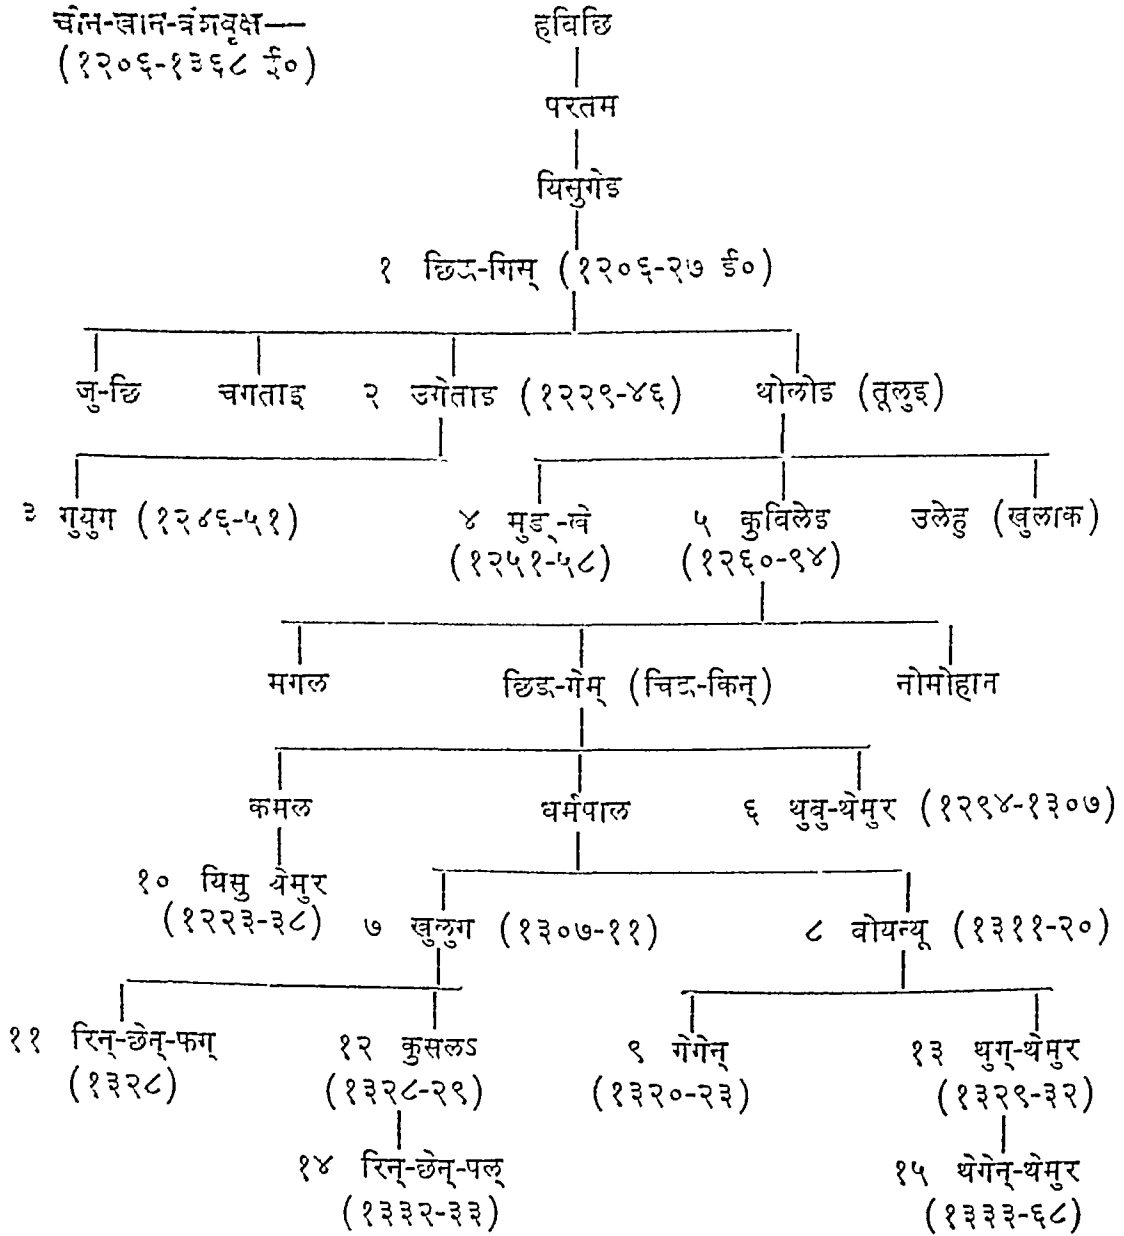 चीन-खान-वंशवृक्ष—
(१२०६-१३६८ ई०)
हविछि
परतम
यिसुगेइ
१ छिङ-गिस् (१२०६-२७ ई०)
जु-छि चगताइ २ उगेताइ (१२२९-४६) थोलोइ (तूलुइ)
३ गुयुग (१२४६-५१) ४ मुङ्-खे ५ कुविलेइ उलेहु (खुलाक)
(१२५१-५८) (१२६०-९४)
मगल छिङ-गेम् (चिङ-किन्) नोमोहान
कमल धर्मपाल ६ थुवु-थेमुर (१२९४-१३०७)
१० यिसु थेमुर
(१२२३-३८) ७ खुलुग (१३०७-११) ८ वोयन्थू (१३११-२०)
११ रिन्-छेन्-फग् १२ कुसलऽ ९ गेगेन् १३ थुग्-थेमुर
(१३२८) (१३२८-२९) (१३२०-२३) (१३२९-३२)
१४ रिन्-छेन्-पल् १५ थेगेन्-थेमुर
(१३३२-३३) (१३३३-६८)